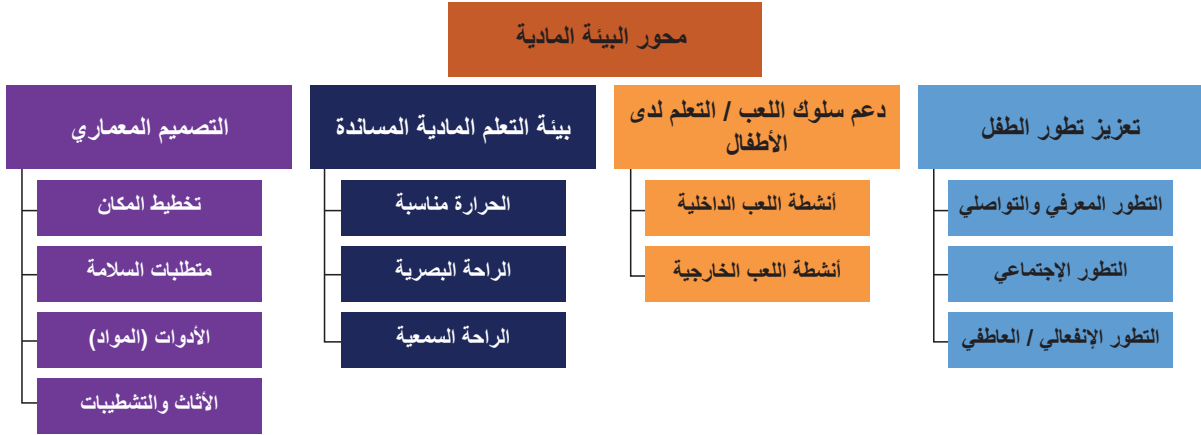 محور البيئة المادية
تعزيز تطور الطفل
التطور المعرفي والتواصلي
التطور الإجتماعي
التطور الإنفعالي / العاطفي
دعم سلوك اللعب / التعلم لدى
الأطفال
أنشطة اللعب الداخلية
أنشطة اللعب الخارجية
بيئة التعلم المادية المساندة
الحرارة مناسبة
الراحة البصرية
الراحة السمعية
التصميم المعماري
تخطيط المكان
متطلبات السلامة
الأدوات (المواد)
الأثاث والتشطيبات